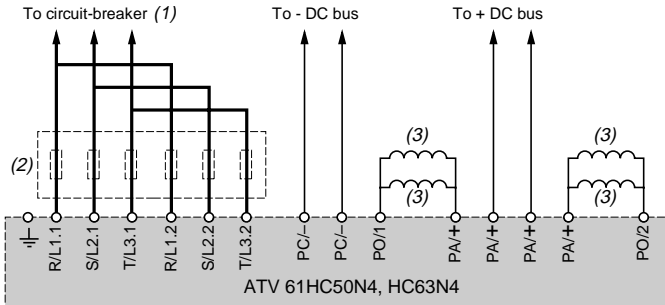 To circuit-breaker (1)
To - DC bus
To + DC bus
(3)
(3)
(2)
(3)
(3)
R/L1.1
S/L2.1
T/L3.1
R/L1.2
S/L2.2
T/L3.2
PC/–
PC/–
PO/1
PA/+
PA/+
PA/+
PA/+
PO/2
ATV 61HC50N4, HC63N4